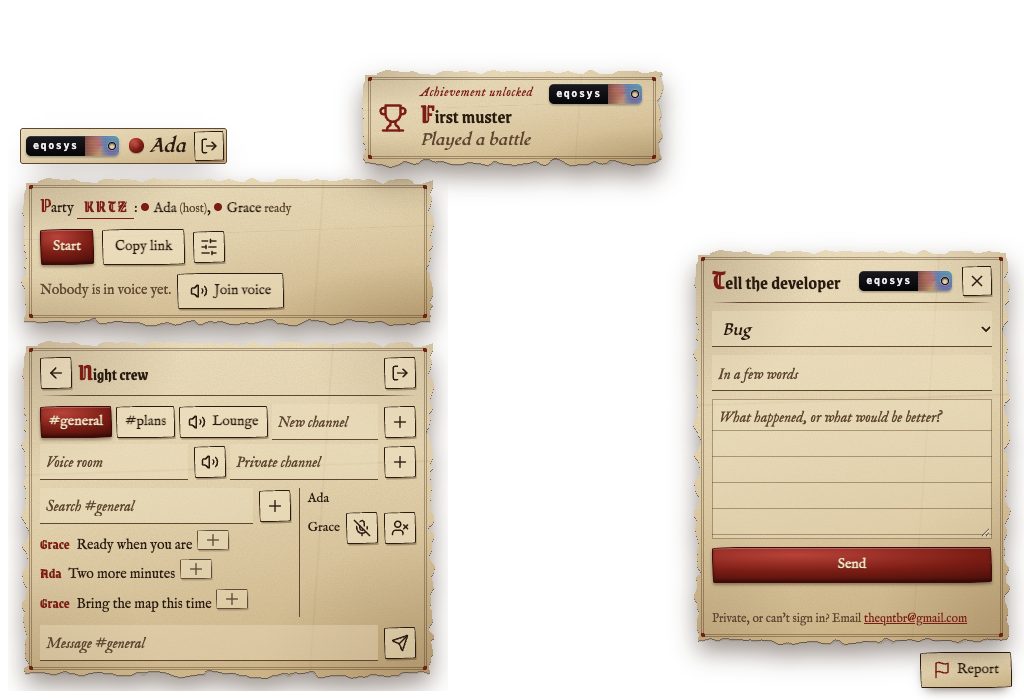 Achievement unlocked eqosys
First muster
Played a battle
eqosys Ada
Party KRTZ : Ada (host), Grace ready
Start Copy link
Nobody is in voice yet. Join voice
Tell the developer eqosys
Bug
In a few words
What happened, or what would be better?
Send
Private, or can't sign in? Email theqntbr@gmail.com
Night crew
#general #plans Lounge New channel
Voice room Private channel
Search #general
Ada
Grace
Grace Ready when you are
Ada Two more minutes
Grace Bring the map this time
Message #general
Report